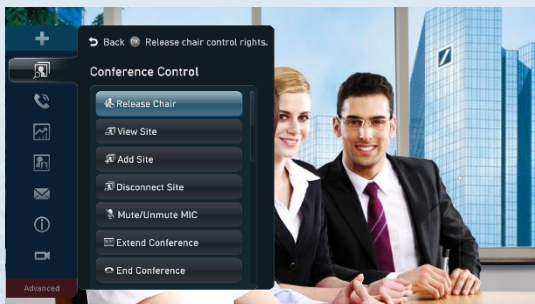 Back OK Release chair control rights.
Conference Control
Release Chair
View Site
Add Site
Disconnect Site
Mute/Unmute MIC
Extend Conference
End Conference
Advanced